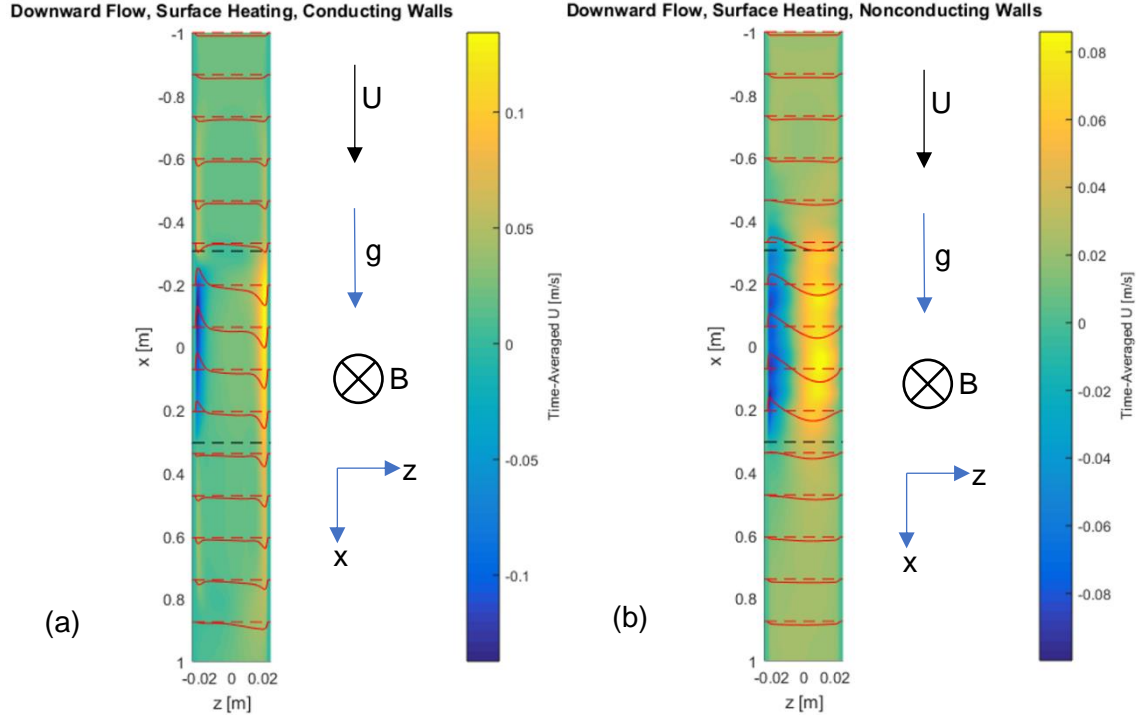 Downward Flow, Surface Heating, Conducting Walls
-1
-0.8
-0.6
-0.4
-0.2
0
0.2
0.4
0.6
0.8
1
x [m]
-0.02 0 0.02
z [m]
U
g
B
z
x
(a)
0.1
0.05
0
-0.05
-0.1
Time-Averaged U [m/s]
Downward Flow, Surface Heating, Nonconducting Walls
-1
-0.8
-0.6
-0.4
-0.2
0
0.2
0.4
0.6
0.8
1
x [m]
-0.02 0 0.02
z [m]
U
g
B
z
x
(b)
0.08
0.06
0.04
0.02
0
-0.02
-0.04
-0.06
-0.08
Time-Averaged U [m/s]